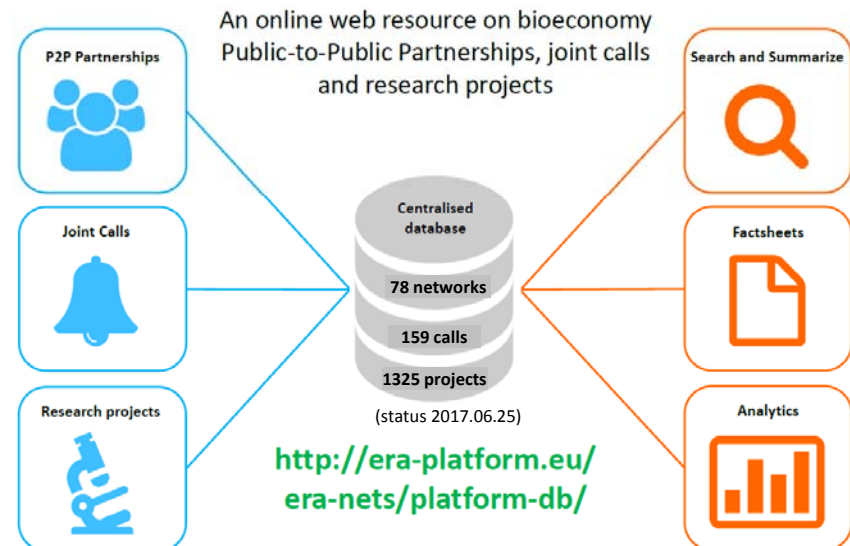 An online web resource on bioeconomy
Public-to-Public Partnerships, joint calls
and research projects
P2P Partnerships
Joint Calls
Research projects
Centralised
database
78 networks
159 calls
1325 projects
(status 2017.06.25)
http://era-platform.eu/
era-nets/platform-db/
Search and Summarize
Factsheets
Analytics